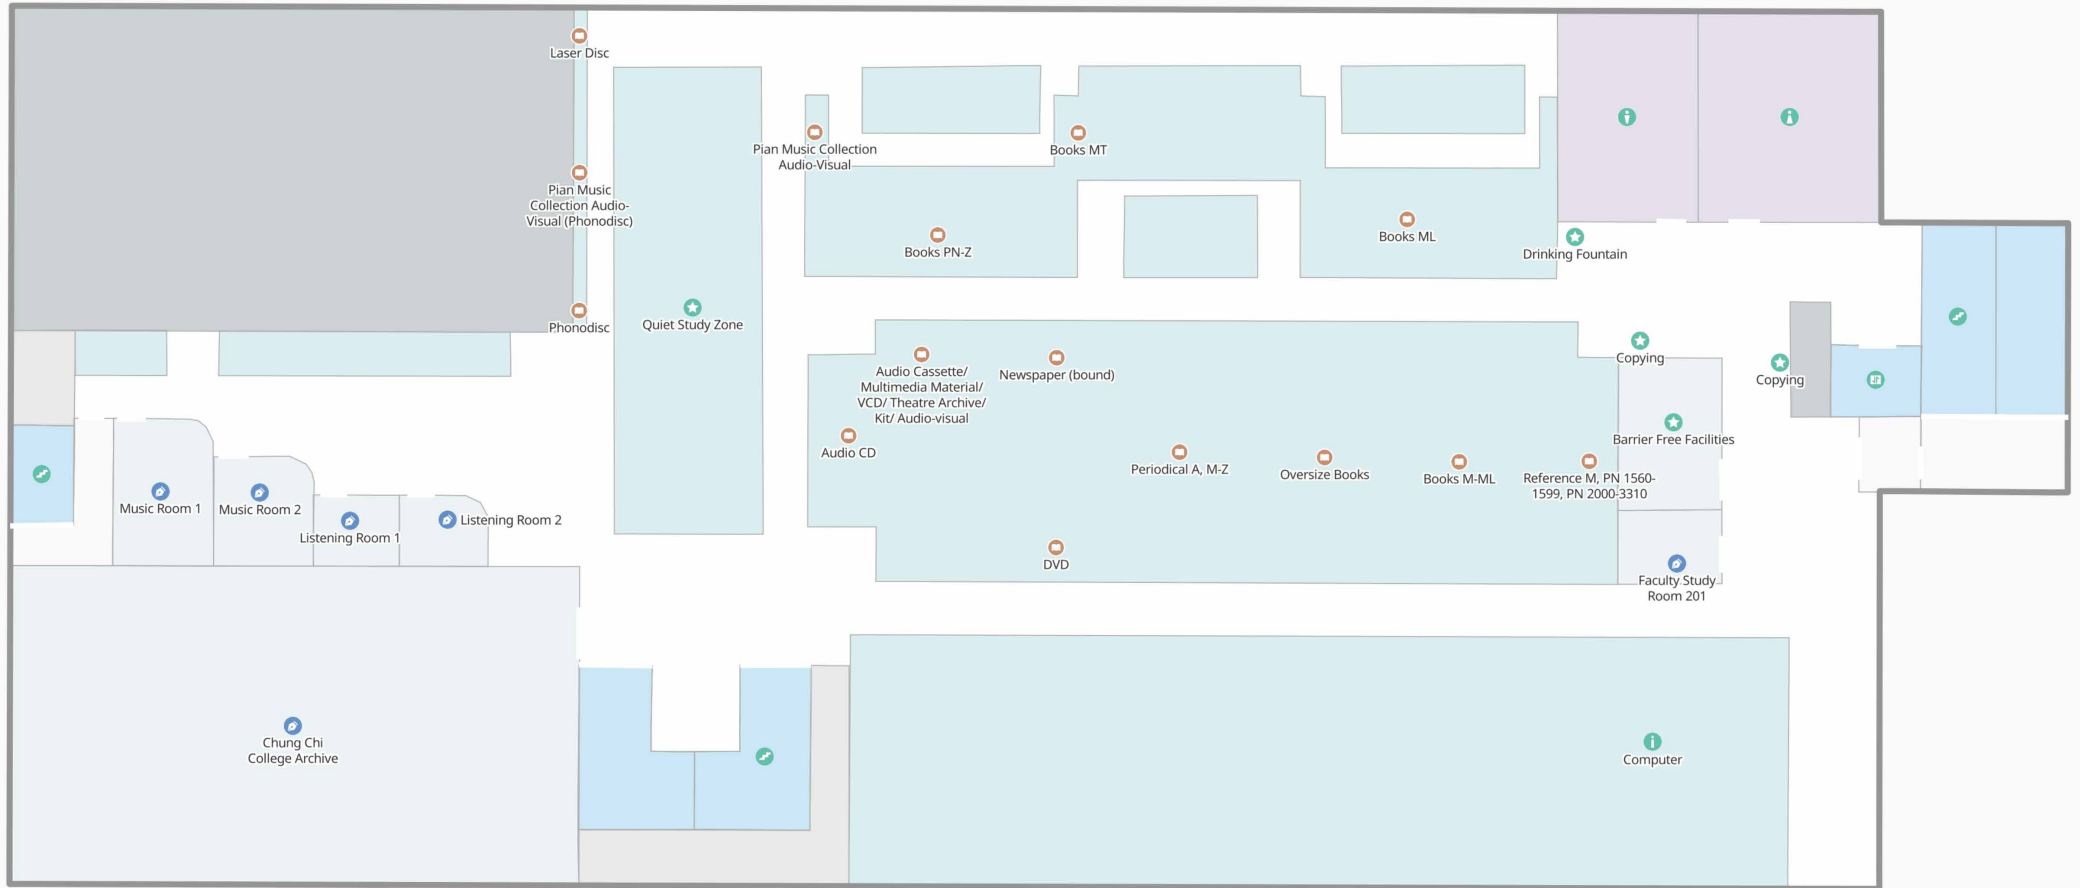 Laser Disc
Pian Music
Collection Audio-
Visual (Phonodisc)
Phonodisc
Quiet Study Zone
Pian Music Collection
Audio-Visual
Books MT
Books PN-Z
Books ML
Drinking Fountain
Copying
Copying
Audio Cassette/
Multimedia Material/
VCD/ Theatre Archive/
Kit/ Audio-visual
Newspaper (bound)
Audio CD
Periodical A, M-Z
Oversize Books
Books M-ML
Reference M, PN 1560-
1599, PN 2000-3310
Barrier Free Facilities
DVD
Faculty Study
Room 201
Music Room 1
Music Room 2
Listening Room 1
Listening Room 2
Chung Chi
College Archive
Computer